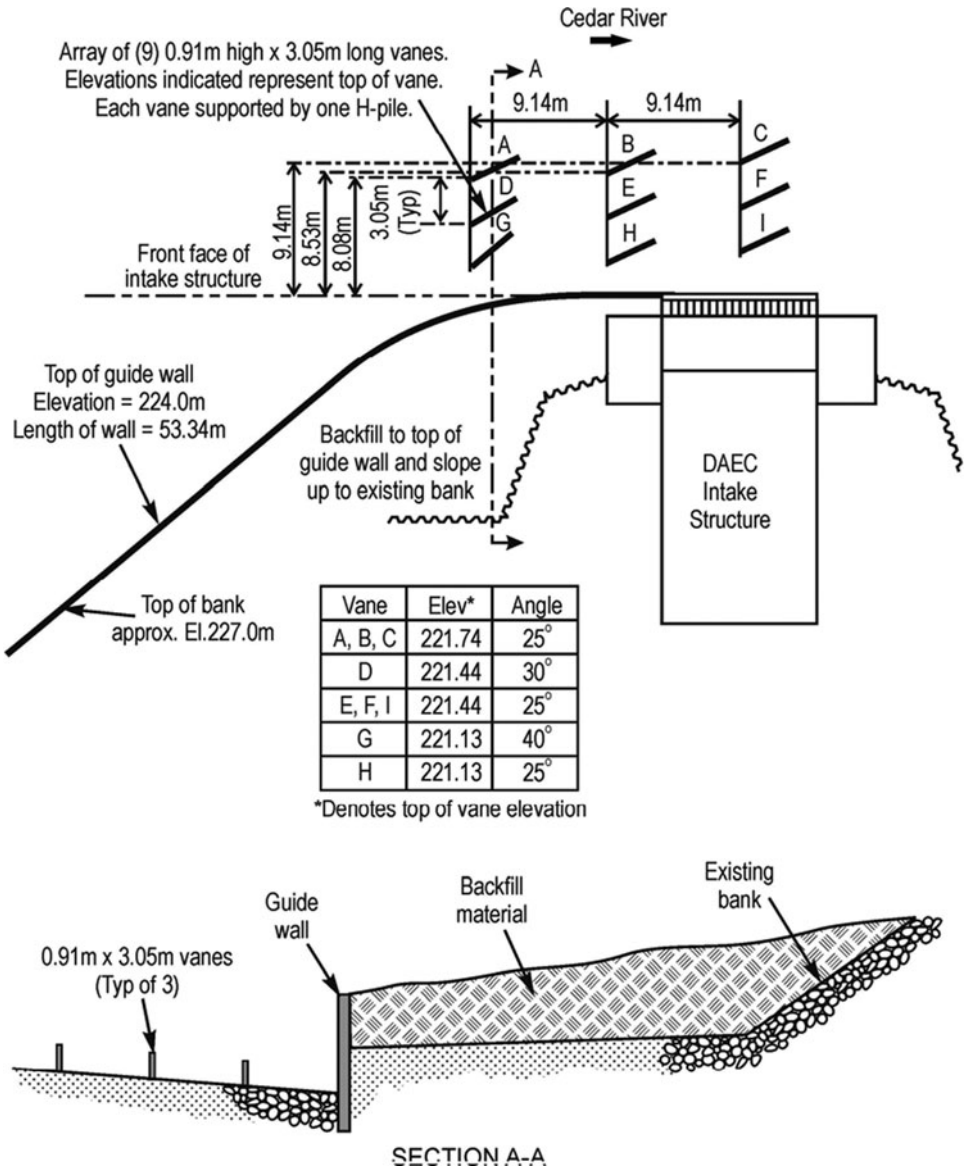 Cedar River
Array of (9) 0.91m high x 3.05m long vanes.
Elevations indicated represent top of vane.
Each vane supported by one H-pile.
A
9.14m
9.14m
A
B
C
D
E
F
G
H
I
9.14m
8.53m
8.08m
3.05m
(Typ)
Front face of
intake structure
Top of guide wall
Elevation = 224.0m
Length of wall = 53.34m
Backfill to top of
guide wall and slope
up to existing bank
DAEC
Intake
Structure
Top of bank
approx. El.227.0m
Vane Elev* Angle
A, B, C 221.74 25°
D 221.44 30°
E, F, I 221.44 25°
G 221.13 40°
H 221.13 25°
*Denotes top of vane elevation
Guide
wall
Backfill
material
Existing
bank
0.91m x 3.05m vanes
(Typ of 3)
SECTION A-A